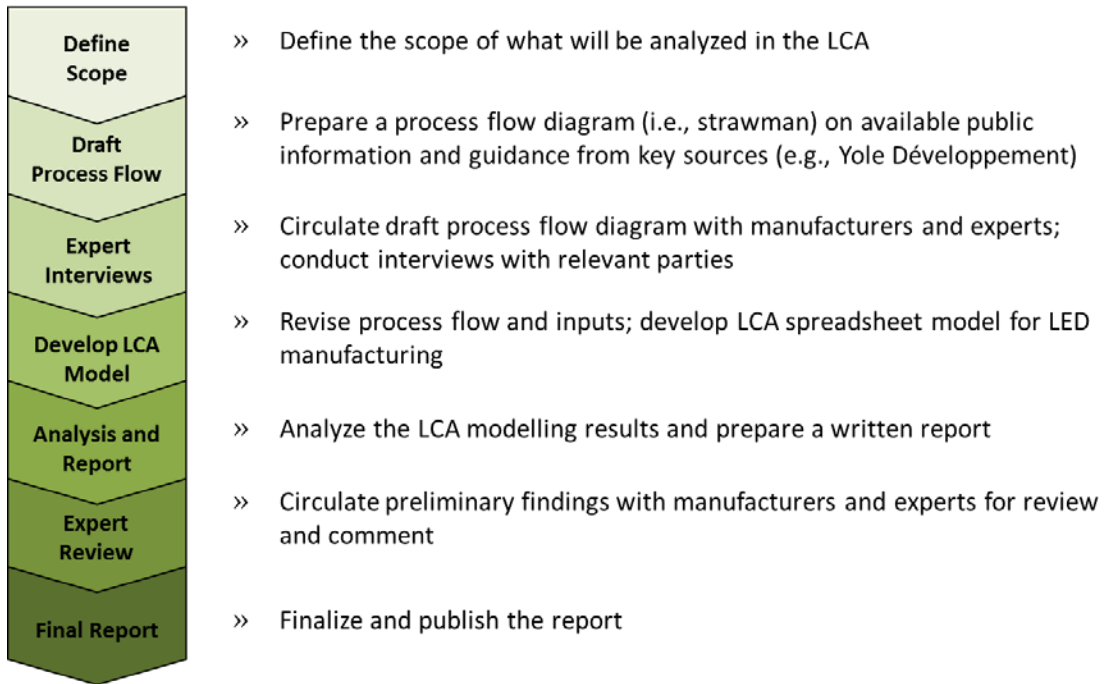 Define
Scope
» Define the scope of what will be analyzed in the LCA
Draft
Process Flow
» Prepare a process flow diagram (i.e., strawman) on available public
information and guidance from key sources (e.g., Yole Développement)
Expert
Interviews
» Circulate draft process flow diagram with manufacturers and experts;
conduct interviews with relevant parties
Develop LCA
Model
» Revise process flow and inputs; develop LCA spreadsheet model for LED
manufacturing
Analysis and
Report
» Analyze the LCA modelling results and prepare a written report
Expert
Review
» Circulate preliminary findings with manufacturers and experts for review
and comment
Final Report
» Finalize and publish the report